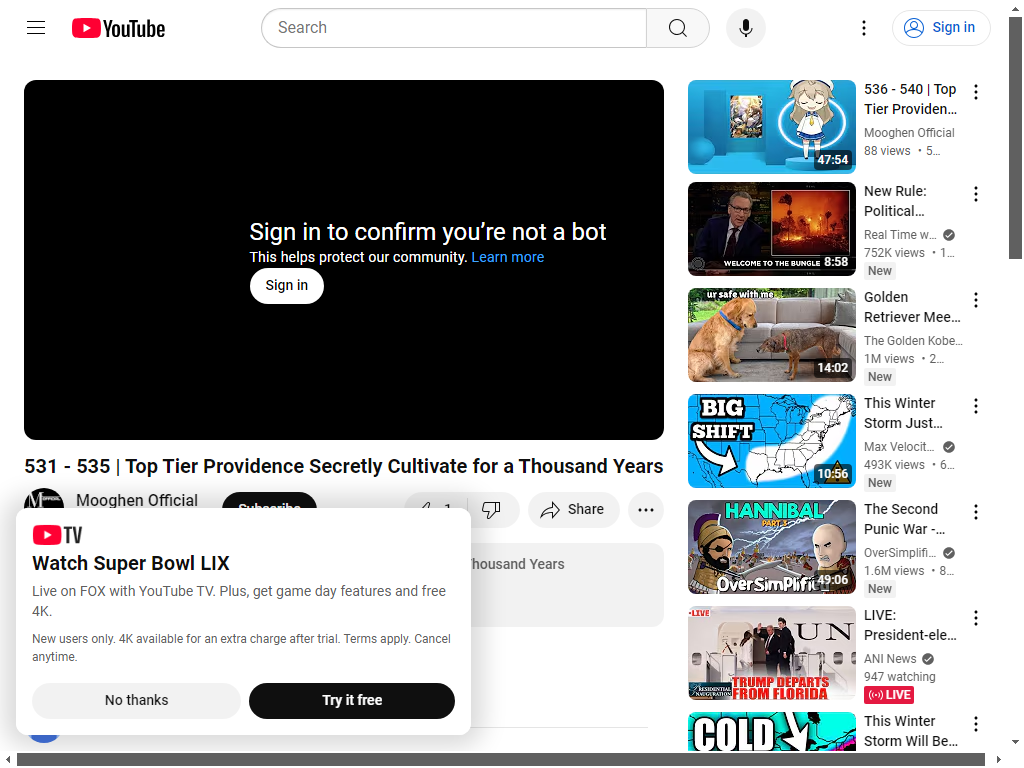 YouTube
Search
Sign in
Sign in to confirm you're not a bot
This helps protect our community. Learn more
Sign in
531 - 535 | Top Tier Providence Secretly Cultivate for a Thousand Years
Mooghen Official
Subscribe
1
Share
Thousand Years
TV
Watch Super Bowl LIX
Live on FOX with YouTube TV. Plus, get game day features and free
4K.
New users only. 4K available for an extra charge after trial. Terms apply. Cancel
anytime.
No thanks
Try it free
47:54
536 - 540 | Top
Tier Providen...
Mooghen Official
88 views • 5...
WELCOME TO THE BUNGLE
8:58
New Rule:
Political...
Real Time w...
752K views • 1...
New
ur safe with me
14:02
Golden
Retriever Mee...
The Golden Kobe...
1M views • 2...
New
BIG
SHIFT
10:56
This Winter
Storm Just...
Max Velocit...
493K views • 6...
New
HANNIBAL
PART 3
OverSimplifi
49:06
The Second
Punic War -...
OverSimplifi...
1.6M views • 8...
New
LIVE
UN
PRESIDENTIAL
INAUGURATION
TRUMP DEPARTS
FROM FLORIDA
LIVE:
President-ele...
ANI News
947 watching
LIVE
COLD
This Winter
Storm Will Be...